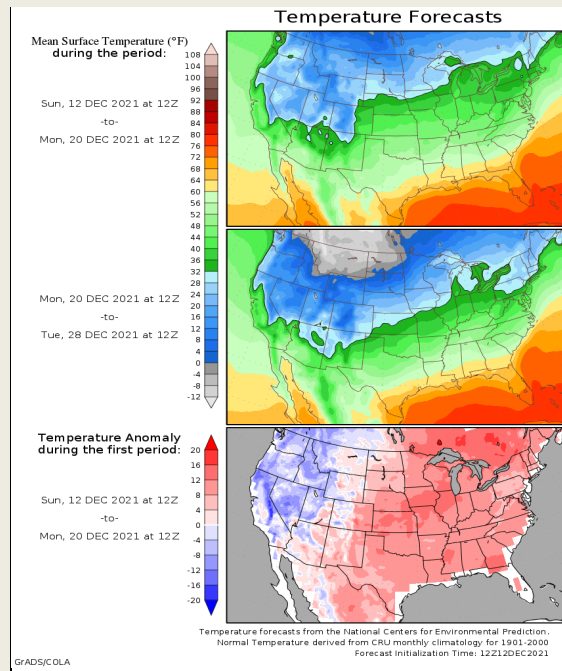 Temperature Forecasts
Mean Surface Temperature (°F)
during the period:
108
104
100
96
92
88
84
80
76
72
68
64
60
56
52
48
44
40
36
32
28
24
20
16
12
8
4
0
-4
-8
-12
Sun, 12 DEC 2021 at 12Z
-to-
Mon, 20 DEC 2021 at 12Z
Mon, 20 DEC 2021 at 12Z
-to-
Tue, 28 DEC 2021 at 12Z
Temperature Anomaly
during the first period:
20
16
12
8
4
0
-4
-8
-12
-16
-20
Sun, 12 DEC 2021 at 12Z
-to-
Mon, 20 DEC 2021 at 12Z
Temperature forecasts from the National Centers for Environmental Prediction.
Normal Temperature derived from CRU monthly climatology for 1901-2000
Forecast Initialization Time: 12Z12DEC2021
GrADS/COLA